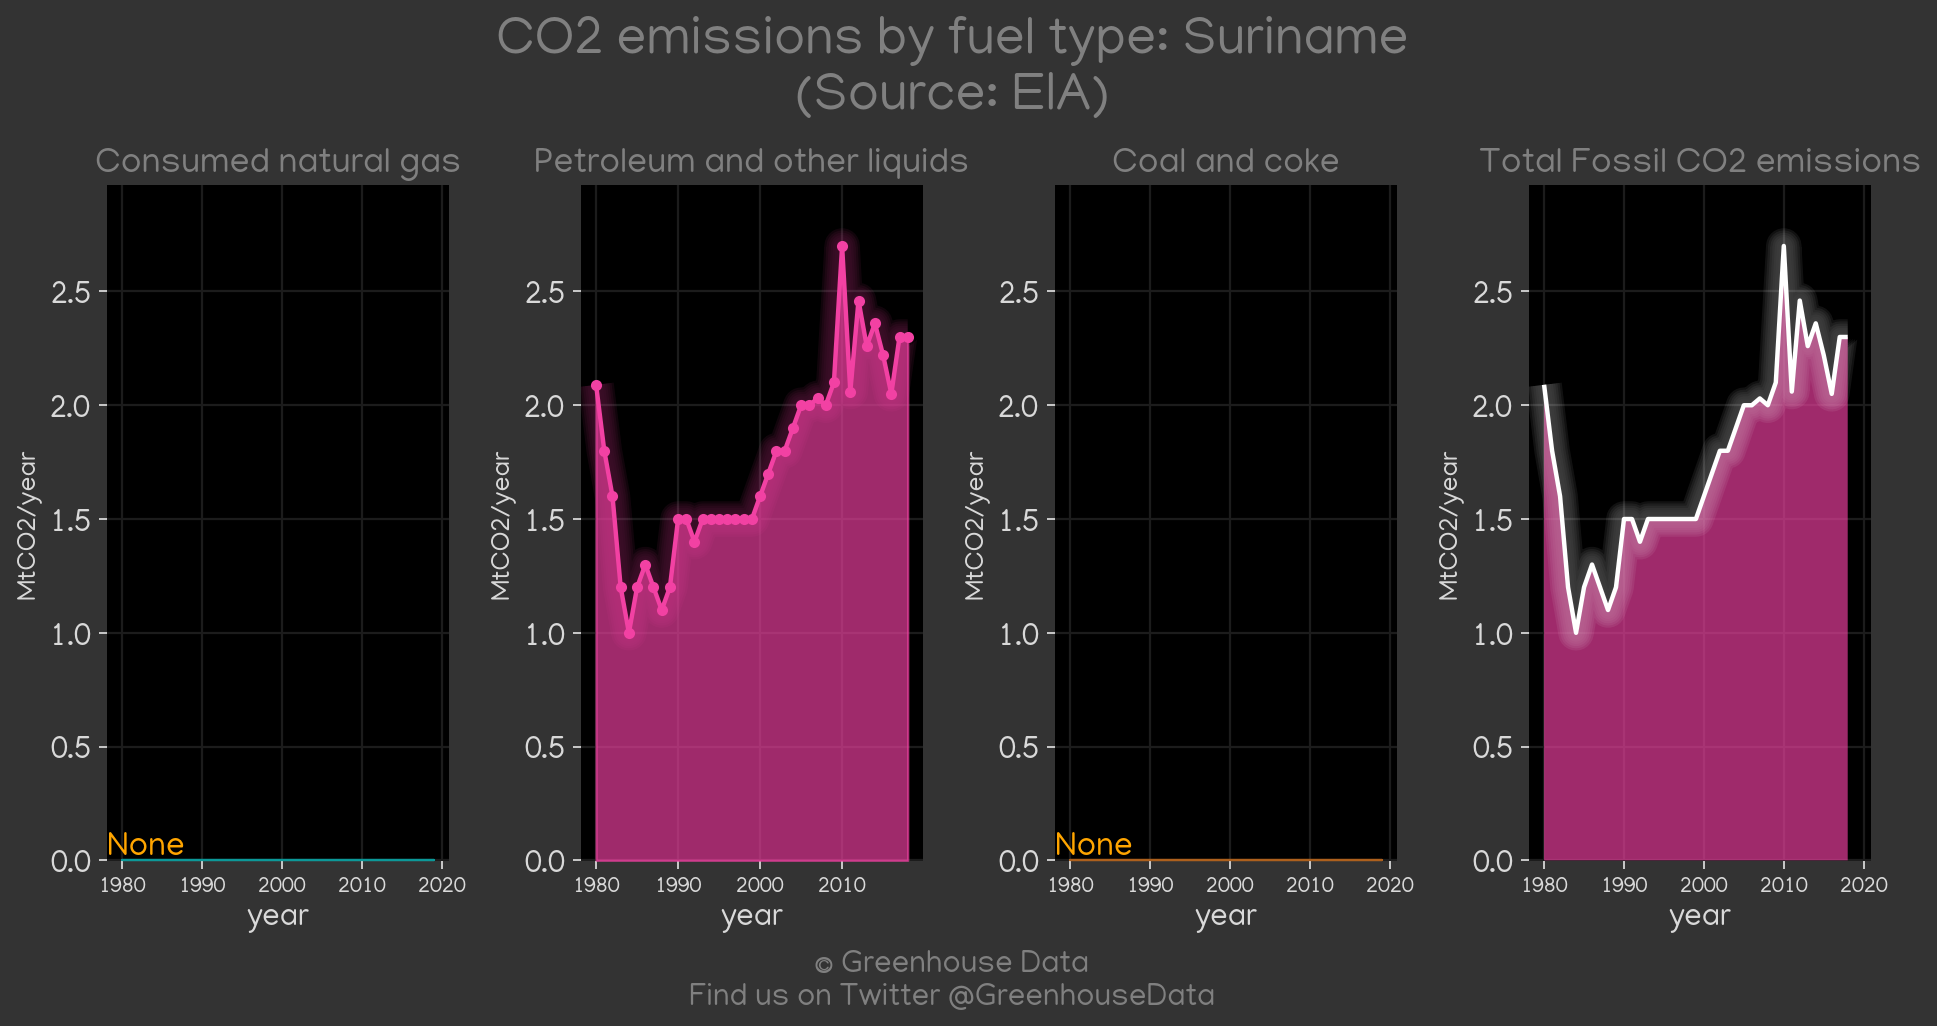 CO2 emissions by fuel type: Suriname
(Source: EIA)
Consumed natural gas
Petroleum and other liquids
Coal and coke
Total Fossil CO2 emissions
MtCO2/year
2.5
2.0
1.5
1.0
0.5
0.0
None
1980 1990 2000 2010 2020
year
MtCO2/year
2.5
2.0
1.5
1.0
0.5
0.0
1980 1990 2000 2010
year
MtCO2/year
2.5
2.0
1.5
1.0
0.5
0.0
None
1980 1990 2000 2010 2020
year
MtCO2/year
2.5
2.0
1.5
1.0
0.5
0.0
1980 1990 2000 2010 2020
year
© Greenhouse Data
Find us on Twitter @GreenhouseData